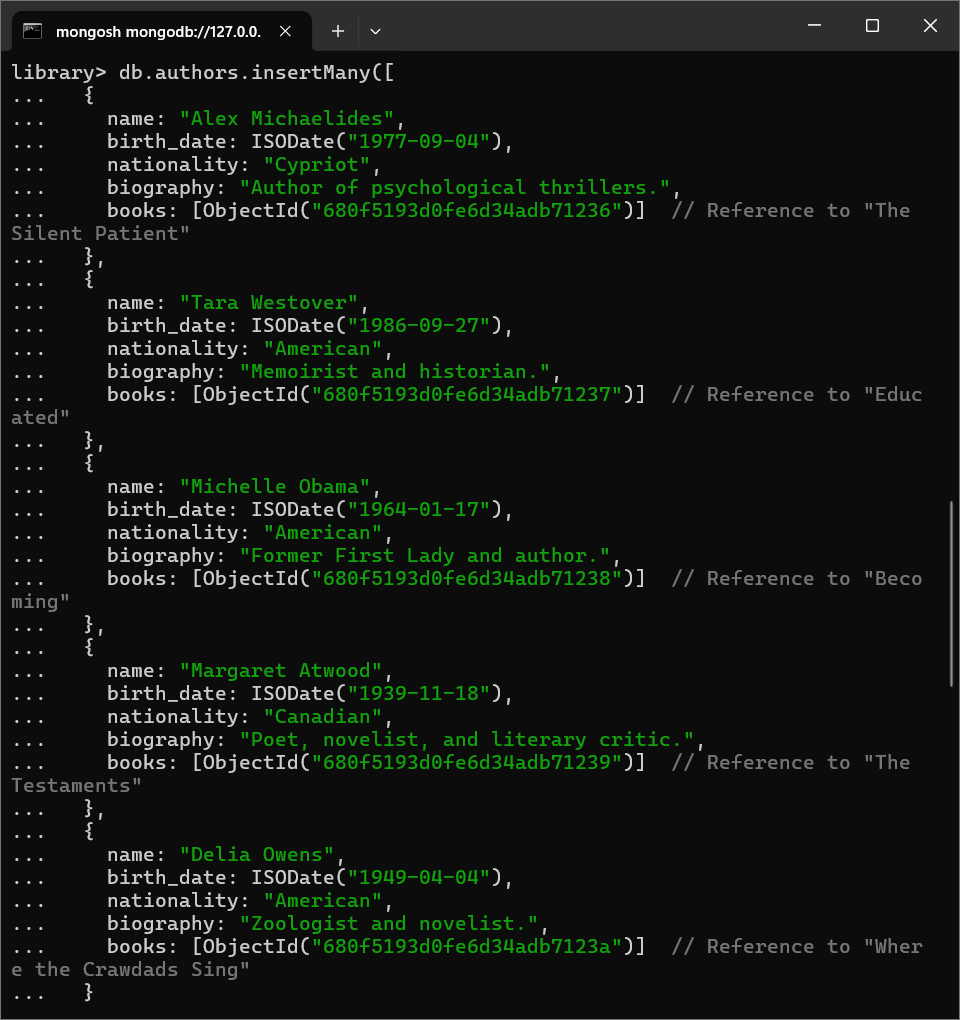 mongosh mongodb://127.0.0.
library> db.authors.insertMany([
...   {
...     name: "Alex Michaelides",
...     birth_date: ISODate("1977-09-04"),
...     nationality: "Cypriot",
...     biography: "Author of psychological thrillers.",
...     books: [ObjectId("680f5193d0fe6d34adb71236")]  // Reference to "The
Silent Patient"
...   },
...   {
...     name: "Tara Westover",
...     birth_date: ISODate("1986-09-27"),
...     nationality: "American",
...     biography: "Memoirist and historian.",
...     books: [ObjectId("680f5193d0fe6d34adb71237")]  // Reference to "Educ
ated"
...   },
...   {
...     name: "Michelle Obama",
...     birth_date: ISODate("1964-01-17"),
...     nationality: "American",
...     biography: "Former First Lady and author.",
...     books: [ObjectId("680f5193d0fe6d34adb71238")]  // Reference to "Beco
ming"
...   },
...   {
...     name: "Margaret Atwood",
...     birth_date: ISODate("1939-11-18"),
...     nationality: "Canadian",
...     biography: "Poet, novelist, and literary critic.",
...     books: [ObjectId("680f5193d0fe6d34adb71239")]  // Reference to "The
Testaments"
...   },
...   {
...     name: "Delia Owens",
...     birth_date: ISODate("1949-04-04"),
...     nationality: "American",
...     biography: "Zoologist and novelist.",
...     books: [ObjectId("680f5193d0fe6d34adb7123a")]  // Reference to "Wher
e the Crawdads Sing"
...   }